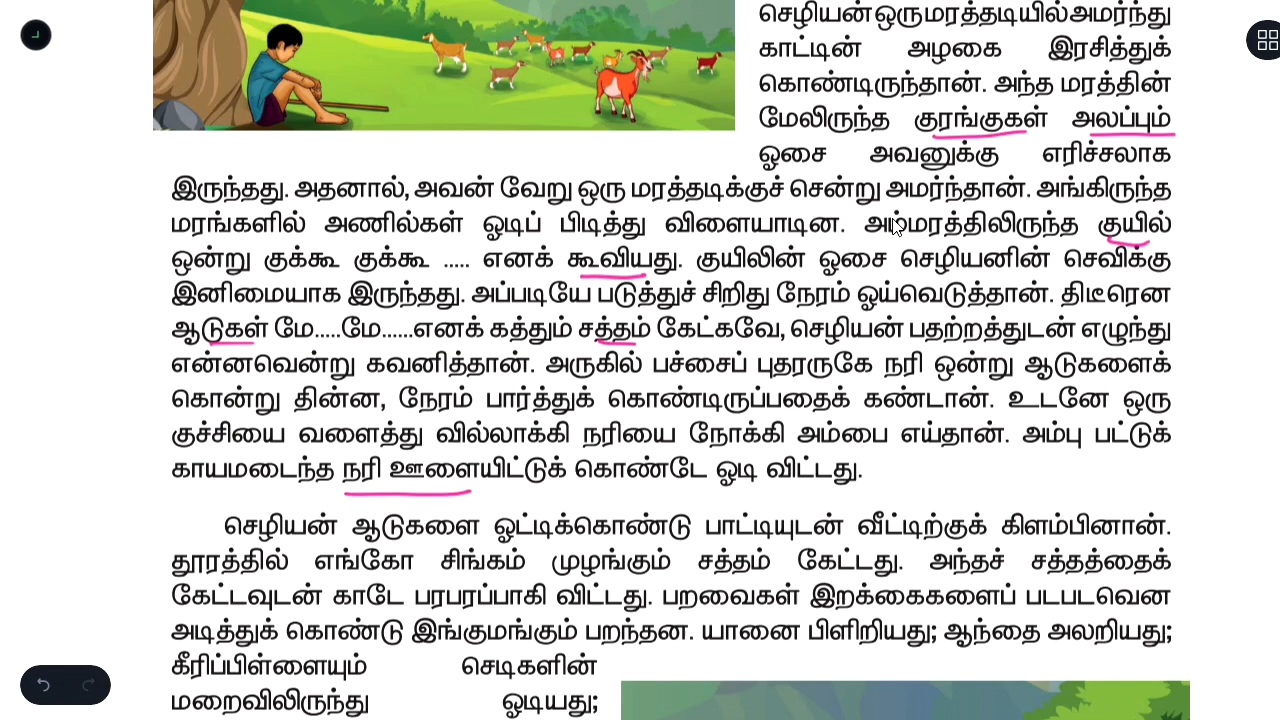 செழியன் ஒரு மரத்தடியில் அமர்ந்து
காட்டின் அழகை இரசித்துக்
கொண்டிருந்தான். அந்த மரத்தின்
மேலிருந்த குரங்குகள் அலப்பும்
ஓசை அவனுக்கு எரிச்சலாக
இருந்தது. அதனால், அவன் வேறு ஒரு மரத்தடிக்குச் சென்று அமர்ந்தான். அங்கிருந்த
மரங்களில் அணில்கள் ஓடிப் பிடித்து விளையாடின. அம்மரத்திலிருந்த குயில்
ஒன்று குக்கூ குக்கூ ..... எனக் கூவியது. குயிலின் ஓசை செழியனின் செவிக்கு
இனிமையாக இருந்தது. அப்படியே படுத்துச் சிறிது நேரம் ஓய்வெடுத்தான். திடீரென
ஆடுகள் மே.....மே......எனக் கத்தும் சத்தம் கேட்கவே, செழியன் பதற்றத்துடன் எழுந்து
என்னவென்று கவனித்தான். அருகில் பச்சைப் புதரருகே நரி ஒன்று ஆடுகளைக்
கொன்று தின்ன, நேரம் பார்த்துக் கொண்டிருப்பதைக் கண்டான். உடனே ஒரு
குச்சியை வளைத்து வில்லாக்கி நரியை நோக்கி அம்பை எய்தான். அம்பு பட்டுக்
காயமடைந்த நரி ஊளையிட்டுக் கொண்டே ஓடி விட்டது.
செழியன் ஆடுகளை ஓட்டிக்கொண்டு பாட்டியுடன் வீட்டிற்குக் கிளம்பினான்.
தூரத்தில் எங்கோ சிங்கம் முழங்கும் சத்தம் கேட்டது. அந்தச் சத்தத்தைக்
கேட்டவுடன் காடே பரபரப்பாகி விட்டது. பறவைகள் இறக்கைகளைப் படபடவென
அடித்துக் கொண்டு இங்குமங்கும் பறந்தன. யானை பிளிறியது; ஆந்தை அலறியது;
கீரிப்பிள்ளையும் செடிகளின்
மறைவிலிருந்து ஓடியது;